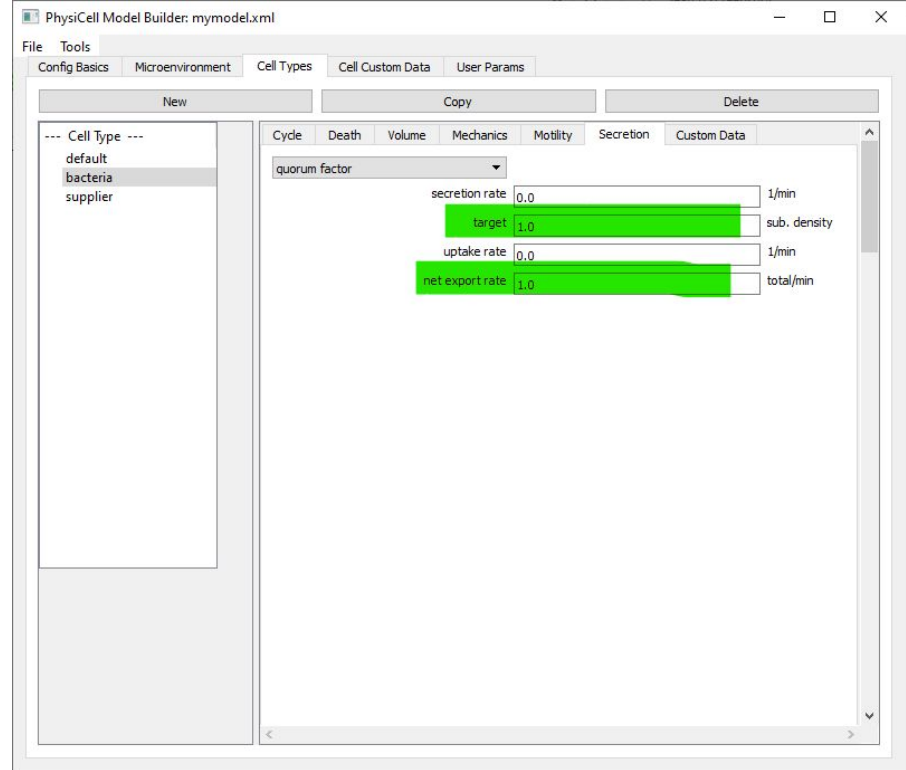 PhysiCell Model Builder: mymodel.xml
File Tools
Config Basics Microenvironment Cell Types Cell Custom Data User Params
New Copy Delete
--- Cell Type ---
default
bacteria
supplier
Cycle Death Volume Mechanics Motility Secretion Custom Data
quorum factor
secretion rate 0.0 1/min
target 1.0 sub. density
uptake rate 0.0 1/min
net export rate 1.0 total/min